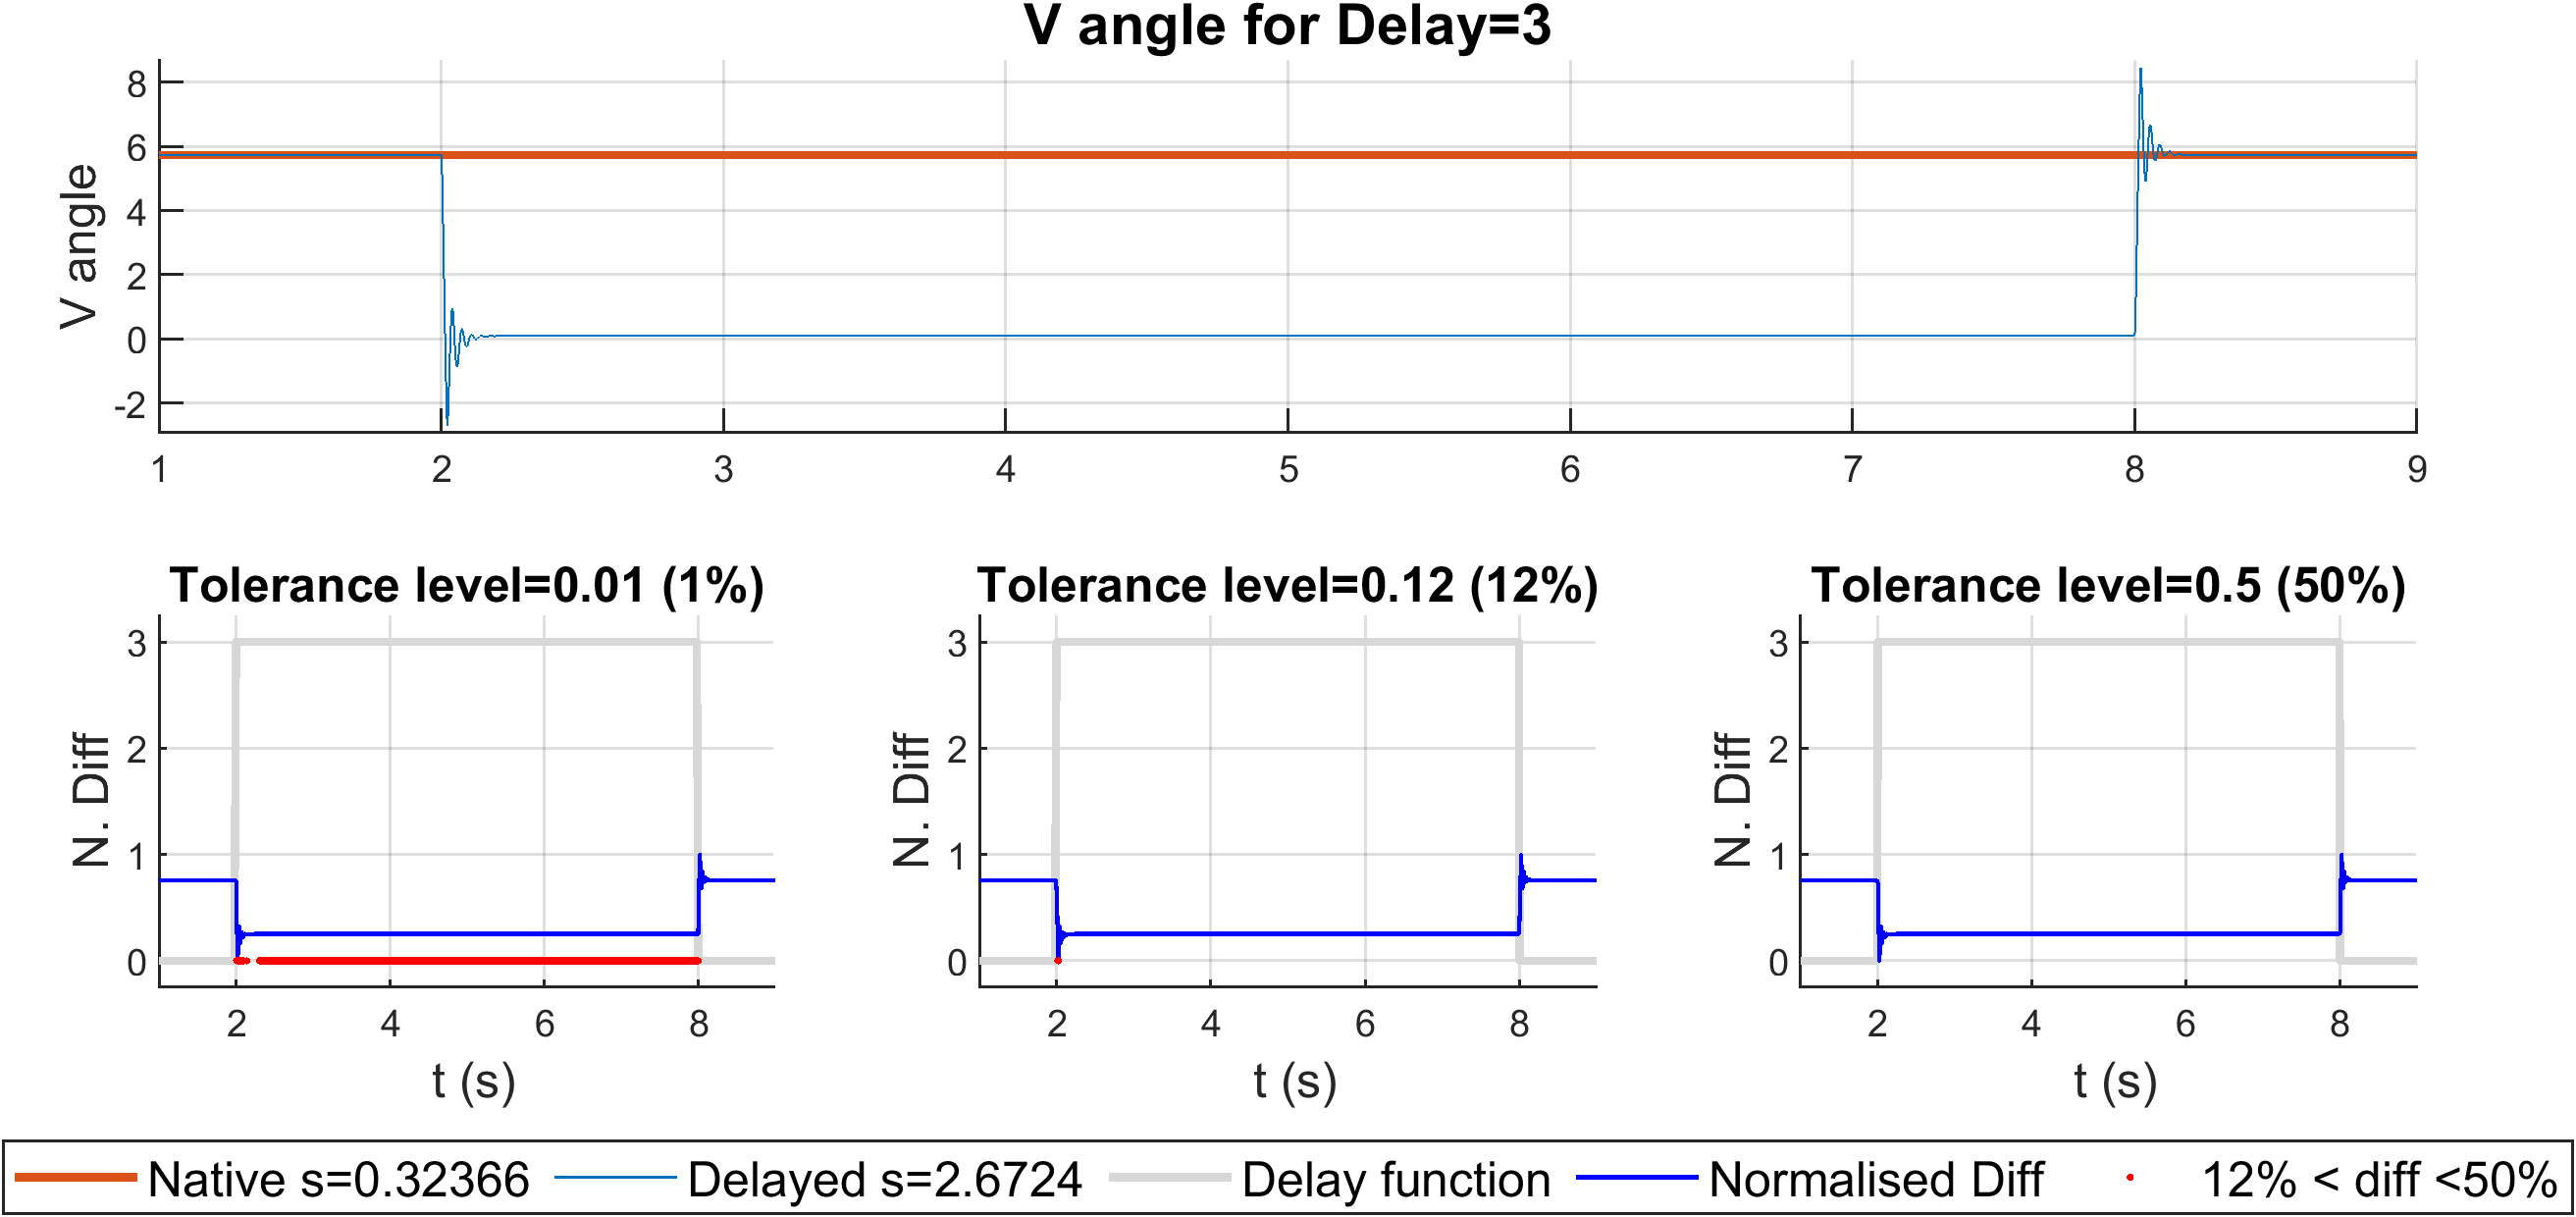 V angle for Delay=3
V angle
8
6
4
2
0
-2
1 2 3 4 5 6 7 8 9
Tolerance level=0.01 (1%)
N. Diff
3
2
1
0
2 4 6 8
t (s)
Tolerance level=0.12 (12%)
N. Diff
3
2
1
0
2 4 6 8
t (s)
Tolerance level=0.5 (50%)
N. Diff
3
2
1
0
2 4 6 8
t (s)
Native s=0.32366 Delayed s=2.6724 Delay function Normalised Diff 12% < diff <50%